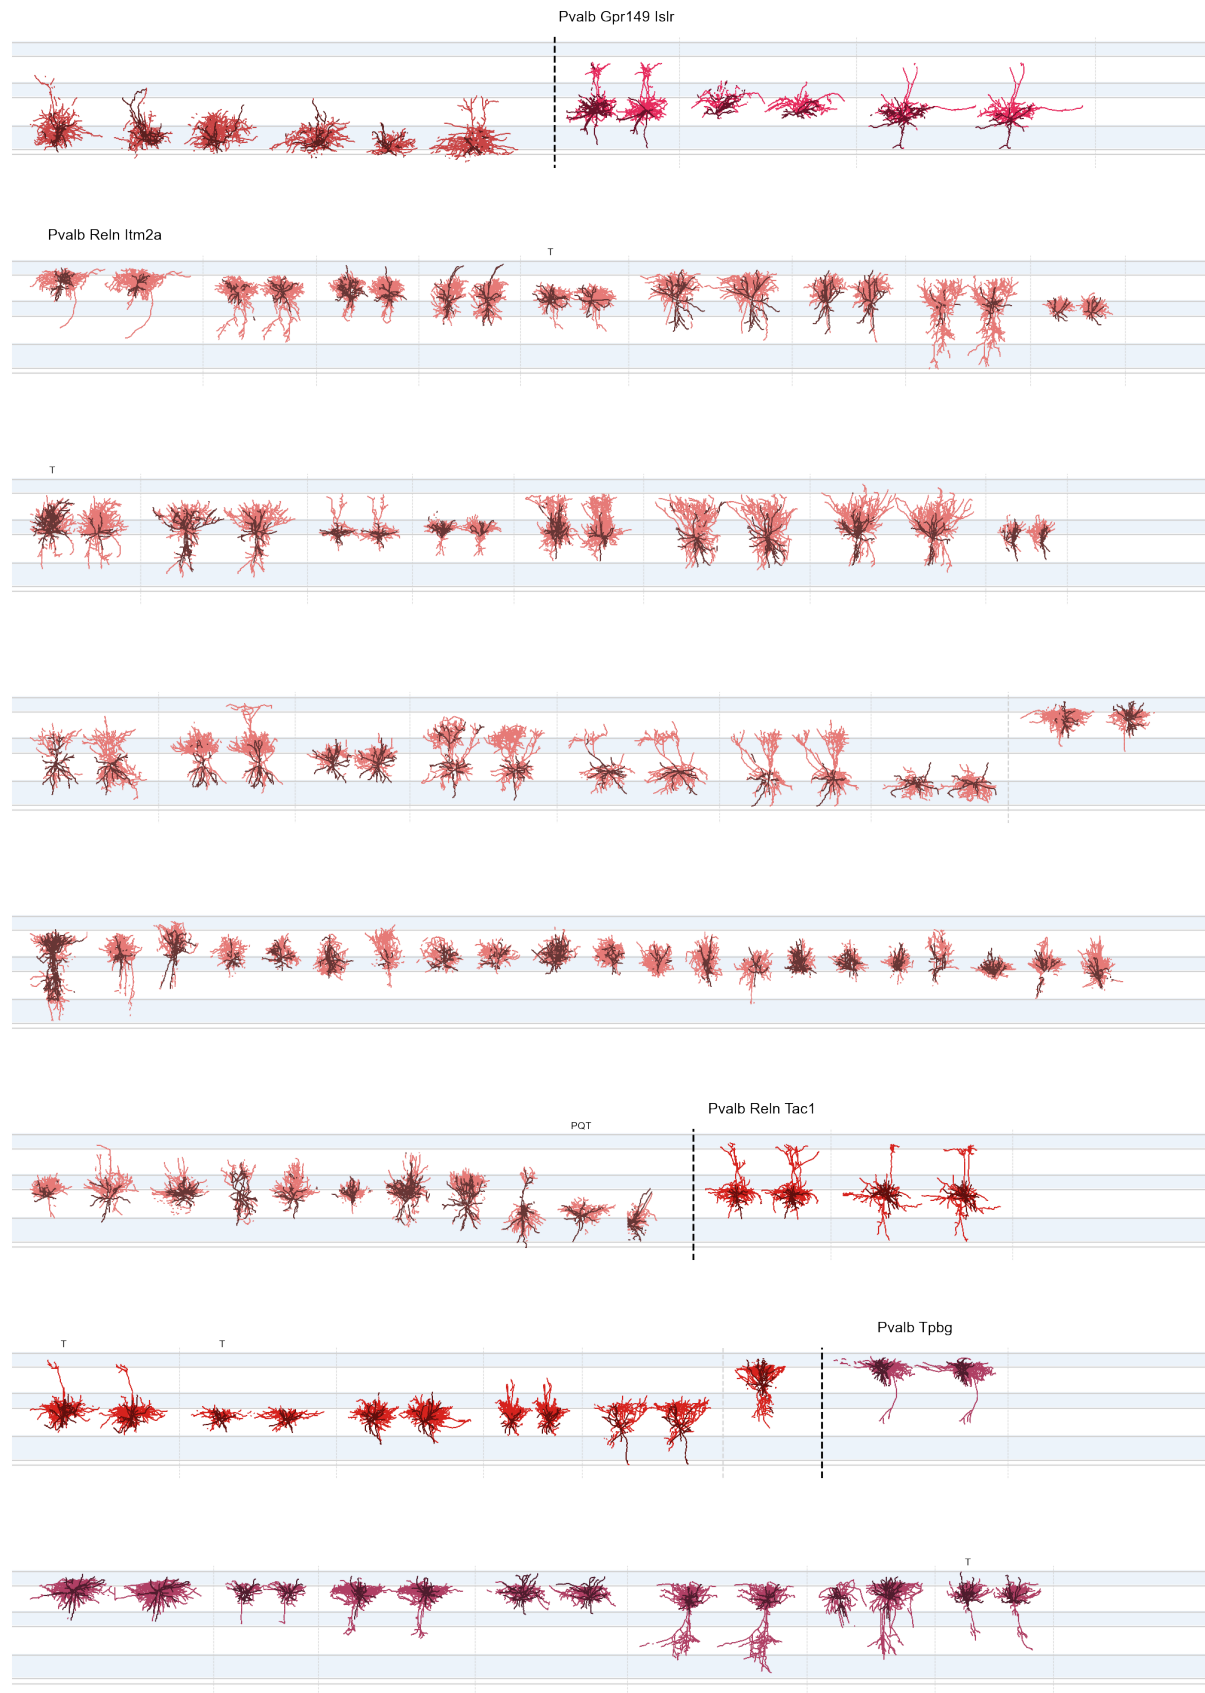 Pvalb Gpr149 Islr
Pvalb Reln Itm2a
T
T
PQT
Pvalb Reln Tac1
T
T
Pvalb Tpbg
T